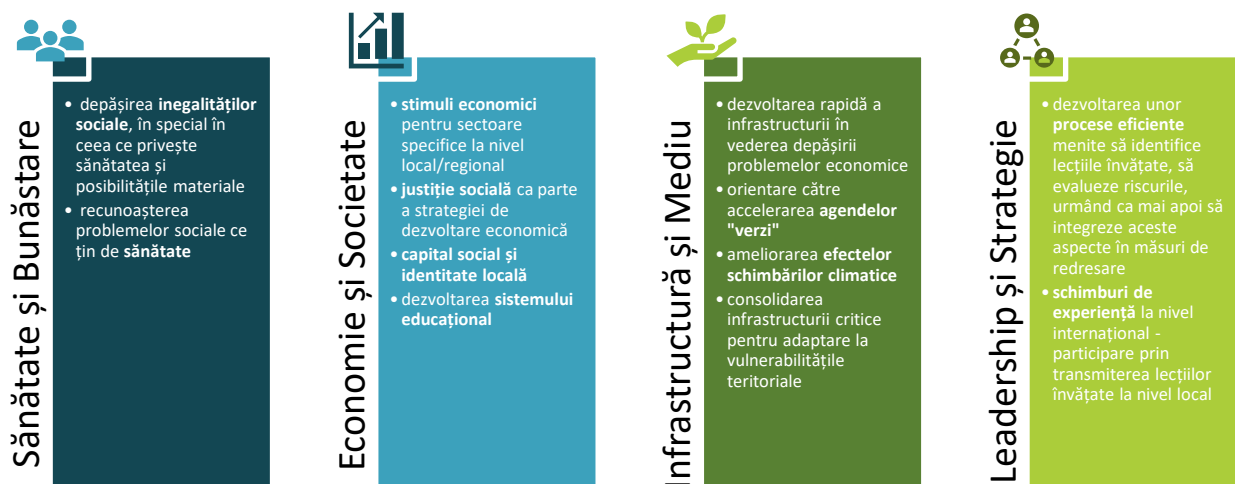 Sănătate și Bunăstare
• depășirea inegalităților
sociale, în special în
ceea ce privește
sănătatea și
posibilitățile materiale
• recunoașterea
problemelor sociale ce
țin de sănătate
Economie și Societate
• stimuli economici
pentru sectoare
specifice la nivel
local/regional
• justiție socială ca parte
a strategiei de
dezvoltare economică
• capital social și
identitate locală
• dezvoltarea sistemului
educațional
Infrastructură și Mediu
• dezvoltarea rapidă a
infrastructurii în
vederea depășirii
problemelor economice
• orientare către
accelerarea agendelor
"verzi"
• ameliorarea efectelor
schimbărilor climatice
• consolidarea
infrastructurii critice
pentru adaptare la
vulnerabilitățile
teritoriale
Leadership și Strategie
• dezvoltarea unor
procese eficiente
menite să identifice
lecțiile învățate, să
evalueze riscurile,
urmând ca mai apoi să
integreze aceste
aspecte în măsuri de
redresare
• schimburi de
experiență la nivel
internațional -
participare prin
transmiterea lecțiilor
învățate la nivel local